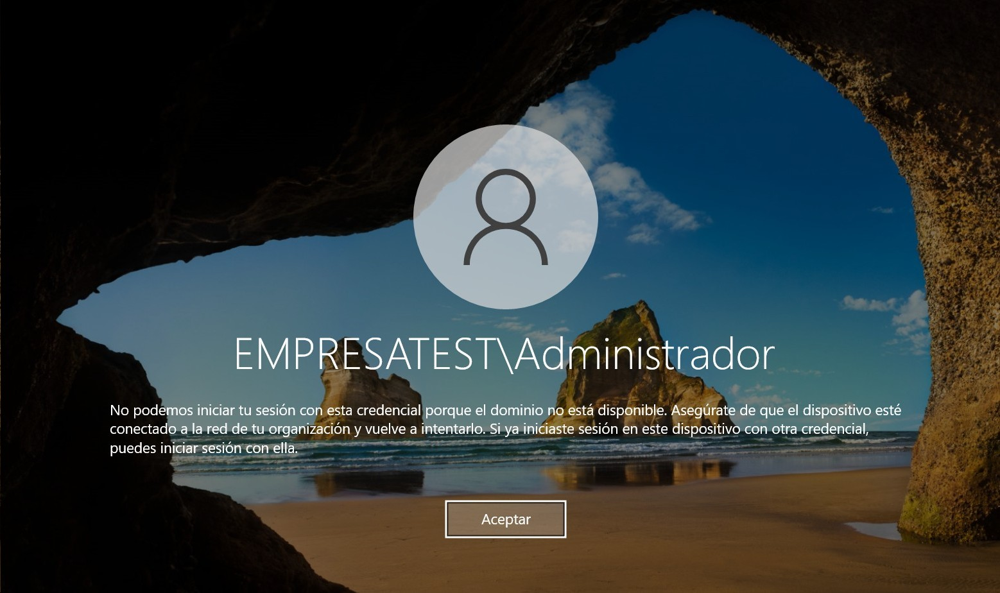 EMPRESATEST\Administrador
No podemos iniciar tu sesión con esta credencial porque el dominio no está disponible. Asegúrate de que el dispositivo esté
conectado a la red de tu organización y vuelve a intentarlo. Si ya iniciaste sesión en este dispositivo con otra credencial,
puedes iniciar sesión con ella.
Aceptar